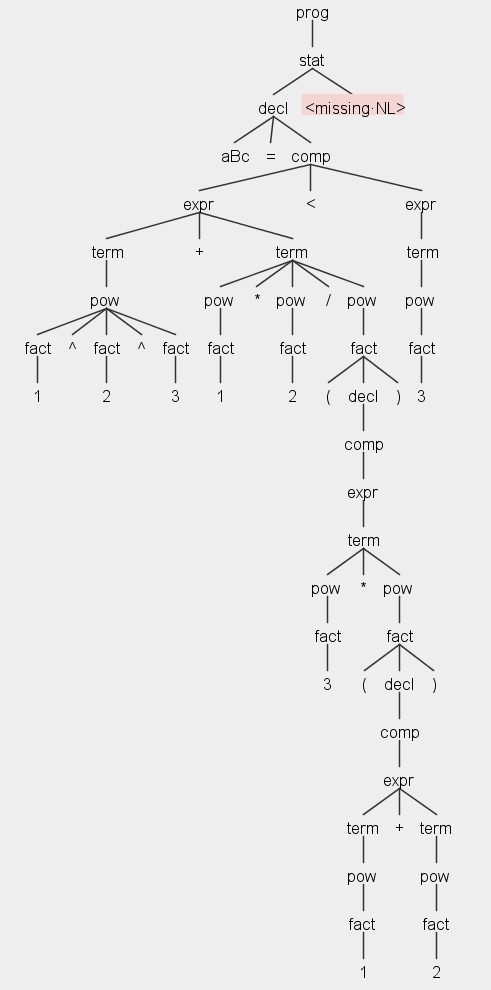 prog
stat
decl <missing·NL>
aBc = comp
expr < expr
term + term term
pow pow * pow / pow pow
fact ^ fact ^ fact fact fact fact fact
1 2 3 1 2 ( decl ) 3
comp
expr
term
pow * pow
fact fact
3 ( decl )
comp
expr
term + term
pow pow
fact fact
1 2